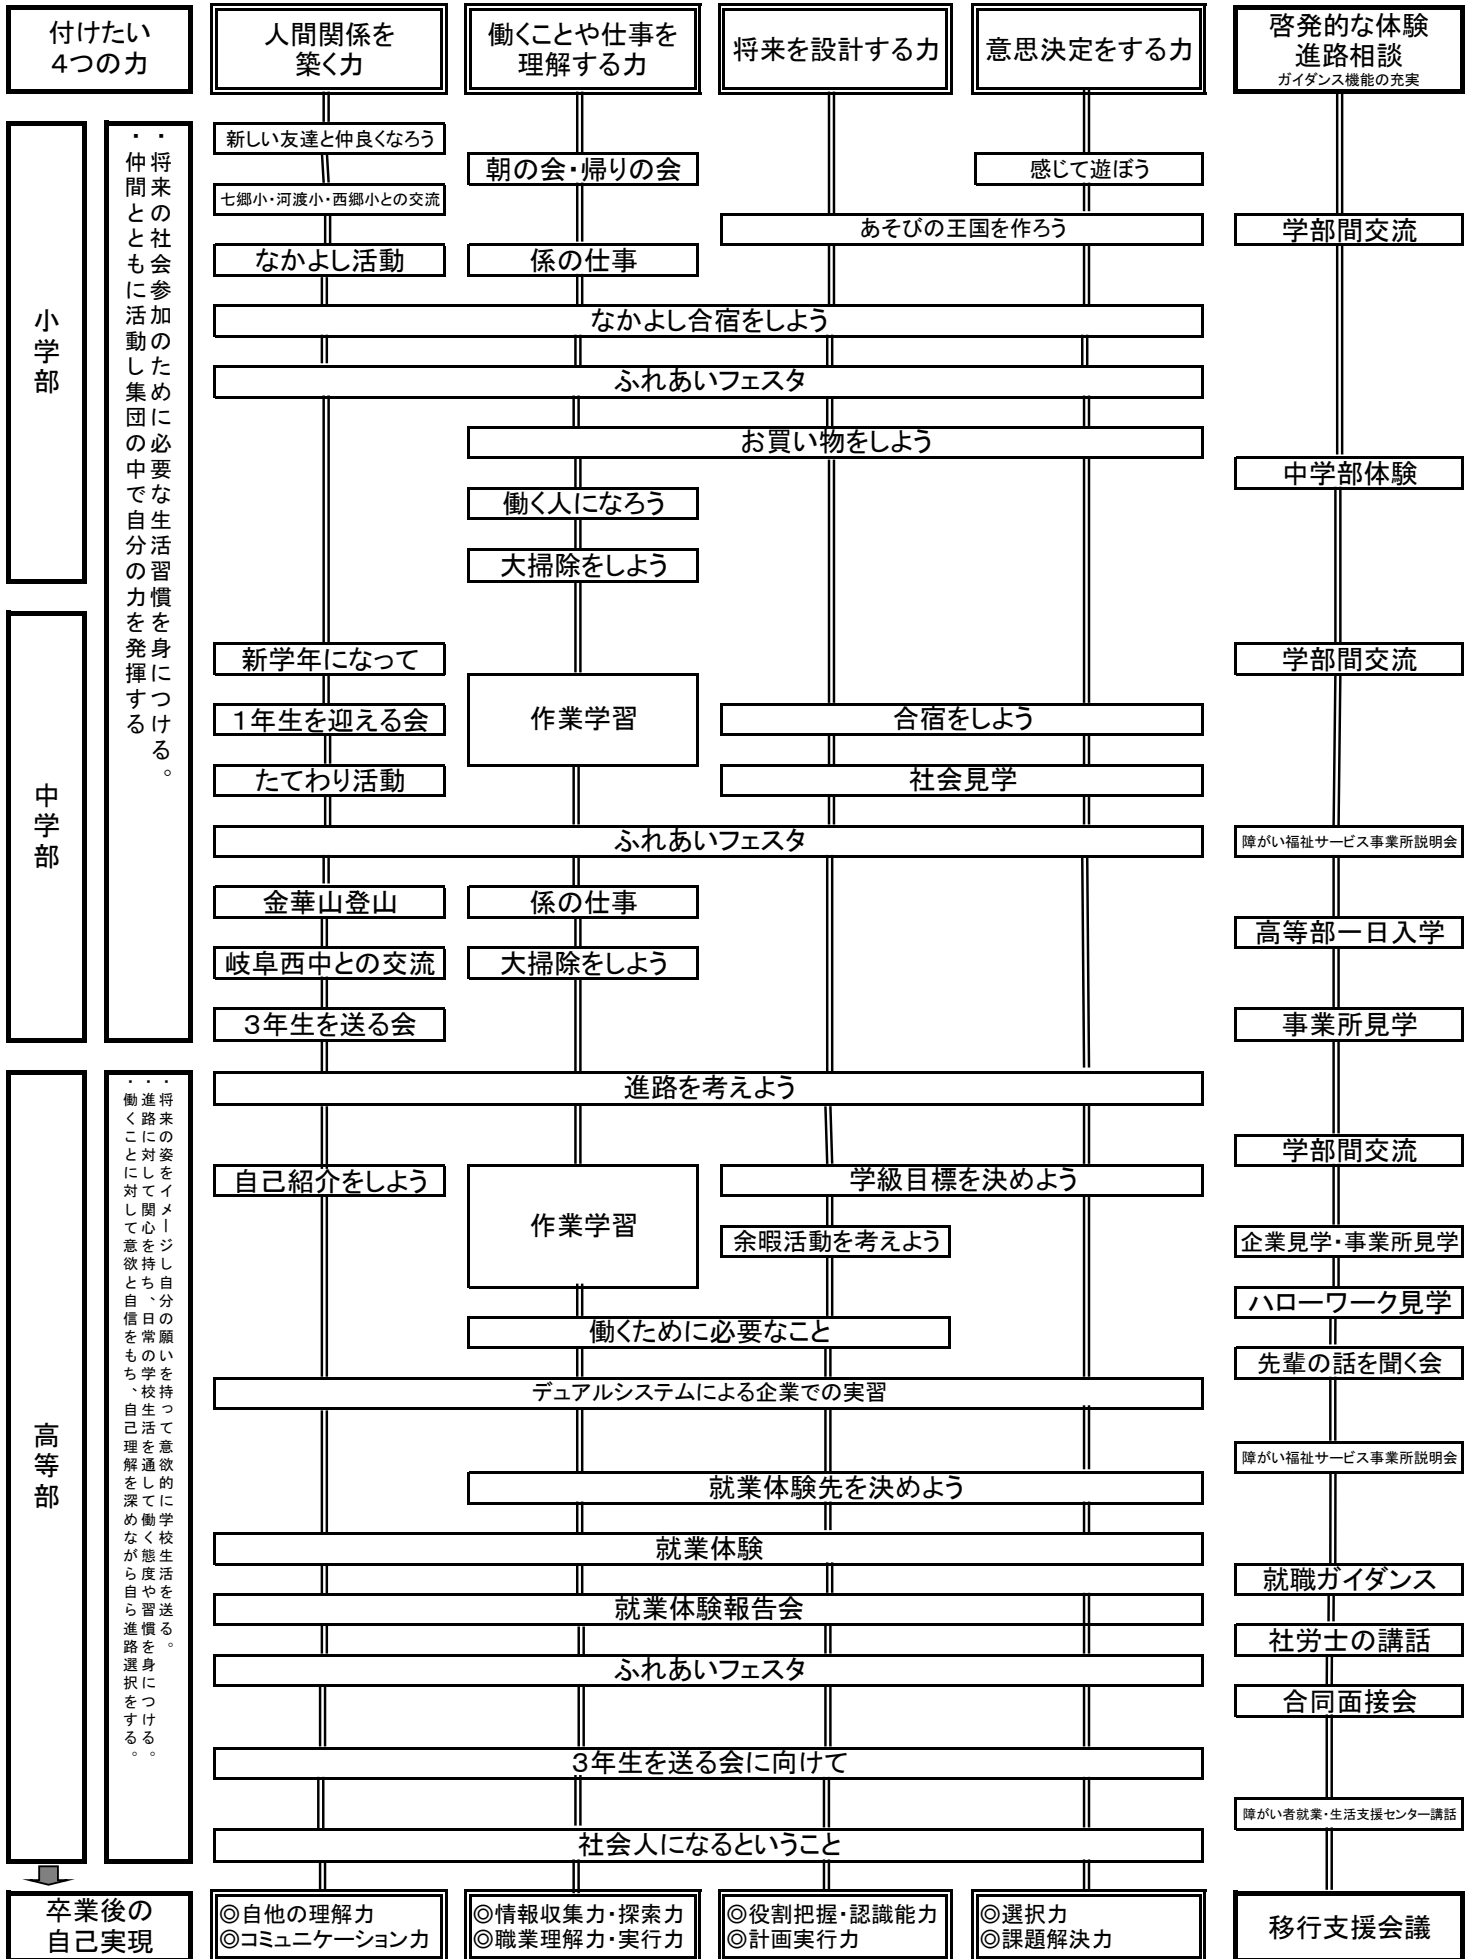 付けたい
4つの力
人間関係を
築く力
働くことや仕事を
理解する力
将来を設計する力
意思決定をする力
啓発的な体験
進路相談
ガイダンス機能の充実
小学部
・将来の社会参加のために必要な生活習慣を身につける。
・仲間とともに活動し集団の中で自分の力を発揮する
新しい友達と仲良くなろう
朝の会・帰りの会
感じて遊ぼう
七郷小・河渡小・西郷小との交流
あそびの王国を作ろう
学部間交流
なかよし活動
係の仕事
なかよし合宿をしよう
ふれあいフェスタ
お買い物をしよう
中学部体験
働く人になろう
大掃除をしよう
中学部
新学年になって
学部間交流
作業学習
1年生を迎える会
合宿をしよう
たてわり活動
社会見学
ふれあいフェスタ
障がい福祉サービス事業所説明会
金華山登山
係の仕事
高等部一日入学
岐阜西中との交流
大掃除をしよう
3年生を送る会
事業所見学
高等部
・将来の姿をイメージし自分の願いを持って意欲的に学校生活を送る。
・進路に対して関心を持ち、日常の学校生活を通して働く態度や習慣を身につける。
・働くことに対して意欲と自信をもち、自己理解を深めながら自ら進路選択をする。
進路を考えよう
学部間交流
自己紹介をしよう
作業学習
学級目標を決めよう
余暇活動を考えよう
企業見学・事業所見学
ハローワーク見学
働くために必要なこと
先輩の話を聞く会
デュアルシステムによる企業での実習
障がい福祉サービス事業所説明会
就業体験先を決めよう
就業体験
就職ガイダンス
就業体験報告会
社労士の講話
ふれあいフェスタ
合同面接会
3年生を送る会に向けて
障がい者就業・生活支援センター講話
社会人になるということ
卒業後の
自己実現
◎自他の理解力
◎コミュニケーション力
◎情報収集力・探索力
◎職業理解力・実行力
◎役割把握・認識能力
◎計画実行力
◎選択力
◎課題解決力
移行支援会議